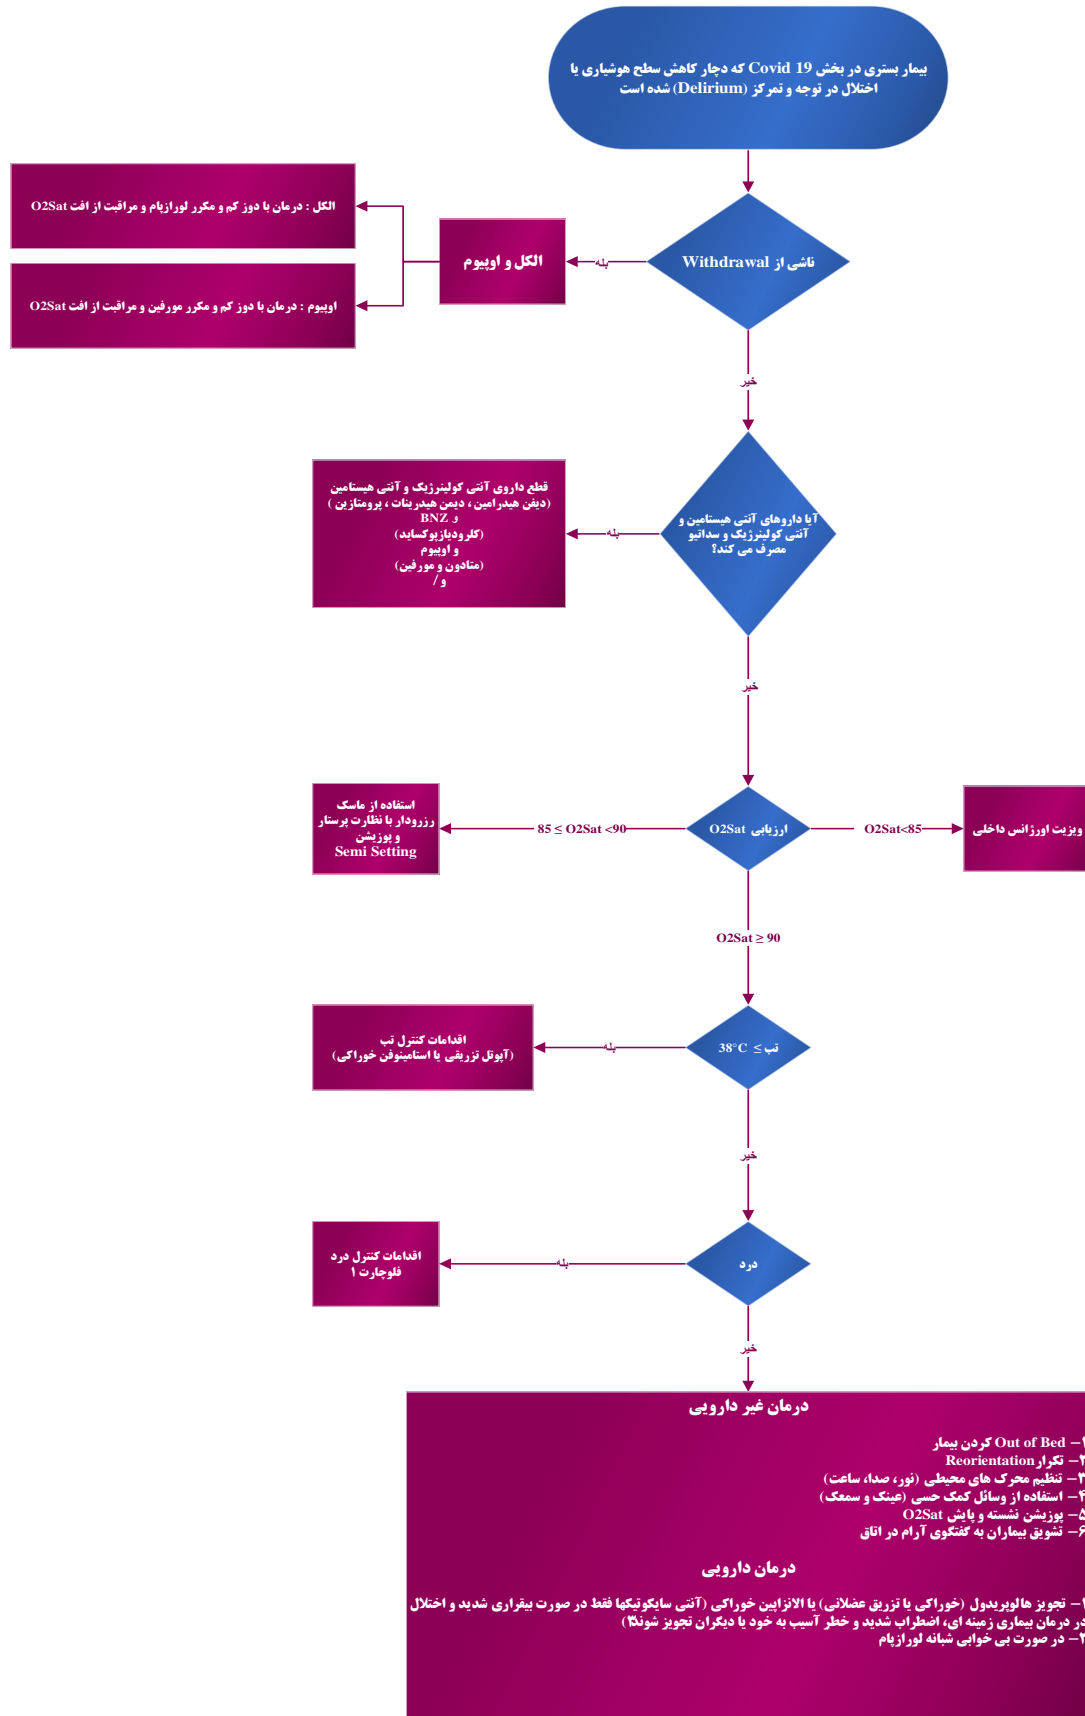 بیمار بستری در بخش Covid 19 که دچار کاهش سطح هوشیاری یا
اختلال در توجه و تمرکز (Delirium) شده است
ناشی از Withdrawal
بله
الکل و اوپیوم
الکل : درمان با دوز کم و مکرر لورازپام و مراقبت از افت O2Sat
اوپیوم : درمان با دوز کم و مکرر مورفین و مراقبت از افت O2Sat
خیر
آیا داروهای آنتی هیستامین و
آنتی کولینرژیک و سداتیو
مصرف می کند؟
بله
قطع داروی آنتی کولینرژیک و آنتی هیستامین
(دیفن هیدرامین ، دیمن هیدرینات ، پرومتازین )
و BNZ
(کلرودیازپوکساید)
و اوپیوم
(متادون و مورفین)
و /
خیر
ارزیابی O2Sat
O2Sat<85
ویزیت اورژانس داخلی
85 ≤ O2Sat <90
استفاده از ماسک
رزرودار با نظارت پرستار
و پوزیشن
Semi Setting
O2Sat ≥ 90
تب ≥ 38°C
بله
اقدامات کنترل تب
(آپوتل تزریقی یا استامینوفن خوراکی)
خیر
درد
بله
اقدامات کنترل درد
فلوچارت ۱
خیر
درمان غیر دارویی
۱– Out of Bed کردن بیمار
۲– تکرار Reorientation
۳– تنظیم محرک های محیطی (نور، صدا، ساعت)
۴– استفاده از وسائل کمک حسی (عینک و سمعک)
۵– پوزیشن نشسته و پایش O2Sat
۶– تشویق بیماران به گفتگوی آرام در اتاق
درمان دارویی
۱– تجویز هالوپریدول (خوراکی یا تزریق عضلانی) یا الانزاپین خوراکی (آنتی سایکوتیکها فقط در صورت بیقراری شدید و اختلال
در درمان بیماری زمینه ای، اضطراب شدید و خطر آسیب به خود یا دیگران تجویز شوند)
۲– در صورت بی خوابی شبانه لورازپام